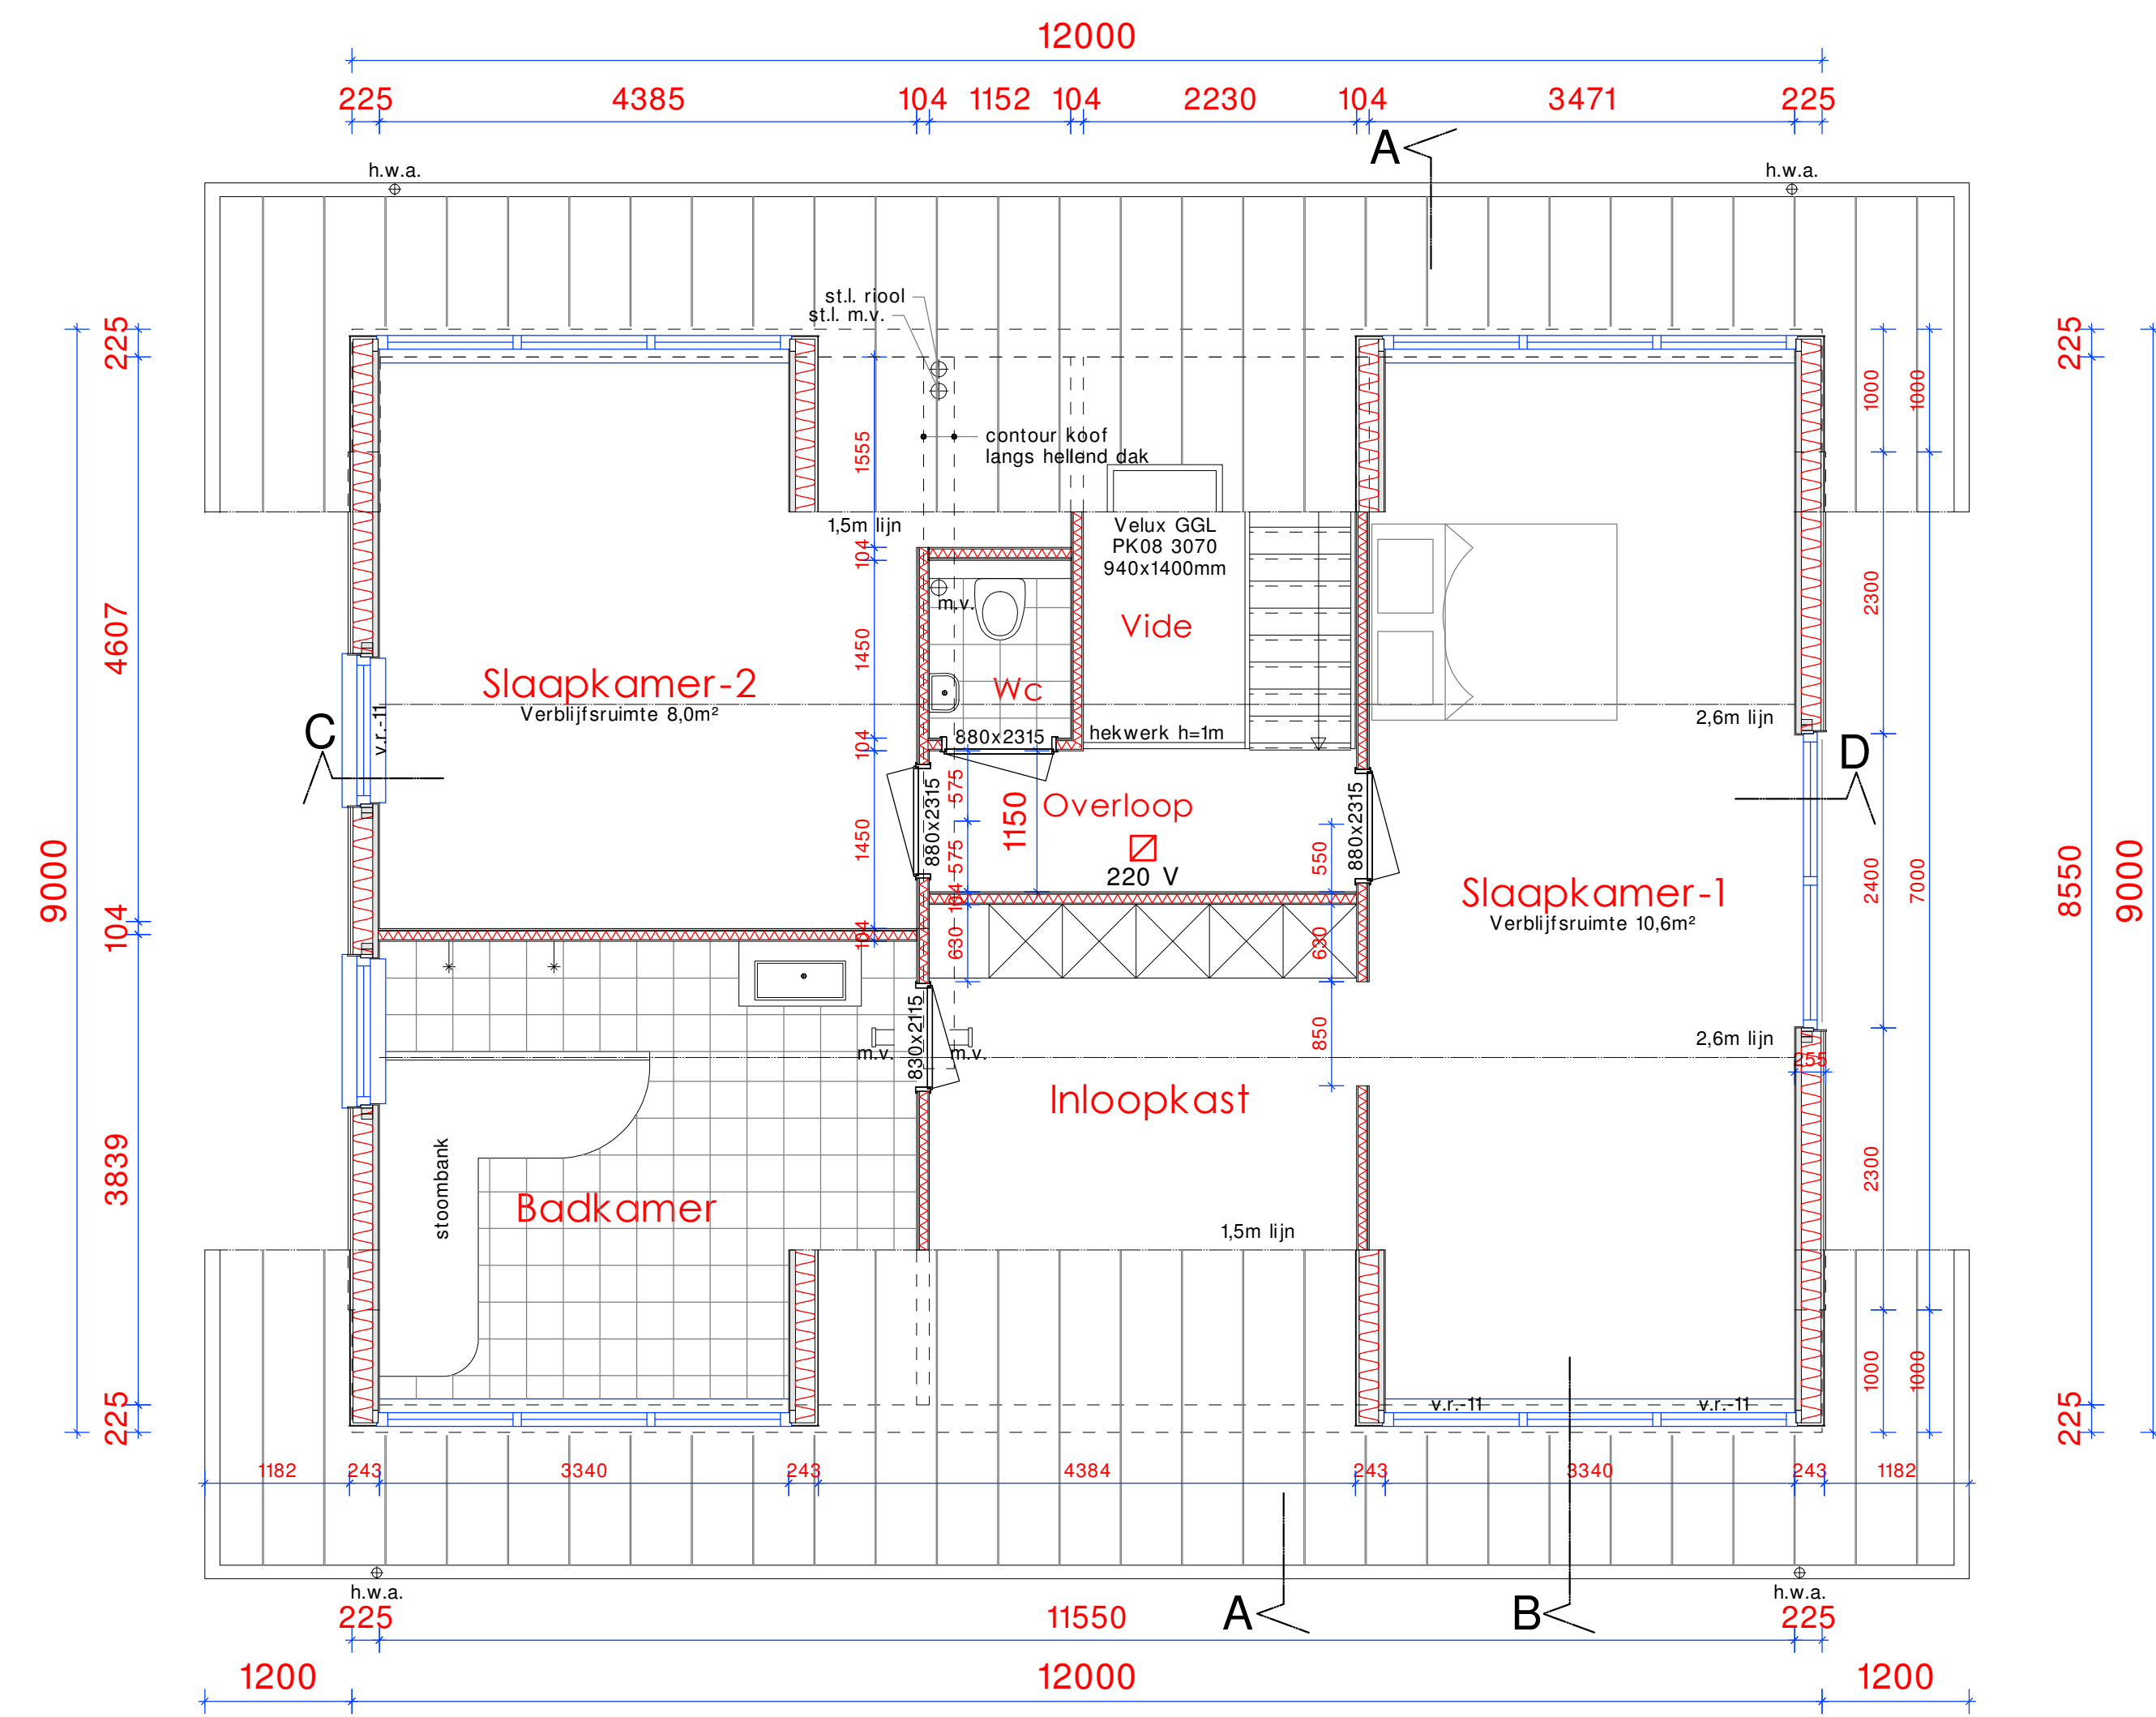 12000
225 4385 104 1152 104 2230 104 3471 225
A
h.w.a. h.w.a.
st.l. riool
st.l. m.v.
225 225 225
1000 1000
contour koof
langs hellend dak
1555
1,5m lijn
Velux GGL
PK08 3070
940x1400mm
104
m.v.
Vide
4607
1450
2300
Slaapkamer-2
Verblijfsruimte 8,0m²
Wc
2,6m lijn
v.r.-11
C
104
880x2315
hekwerk h=1m
D
575
Overloop
880x2315
1150
880x2315
1450
575
550
220 V
9000
104
104
Slaapkamer-1
Verblijfsruimte 10,6m²
2400
7000
8550
9000
104
630
630
830x2115
850
m.v. m.v.
2,6m lijn
255
Inloopkast
stoombank
3839
2300
Badkamer
1,5m lijn
1000 1000
v.r.-11 v.r.-11
225
225
1182 243 3340 243 4384 243 3340 243 1182
h.w.a. h.w.a.
A B
225 11550 225
1200 12000 1200